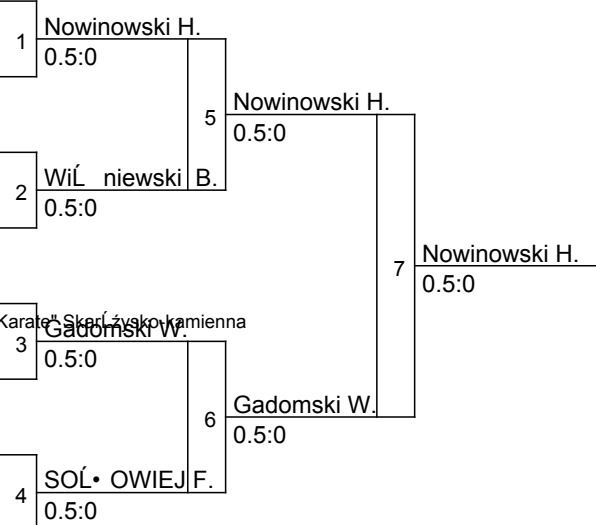 1 Nowinowski H.
0.5:0
5 Nowinowski H.
0.5:0
2 WiĹ niewski B.
0.5:0
7 Nowinowski H.
0.5:0
Karate" SkarĹźysko-kamienna
3 Gadomski W.
0.5:0
6 Gadomski W.
0.5:0
4 SOĹ• OWIEJ F.
0.5:0